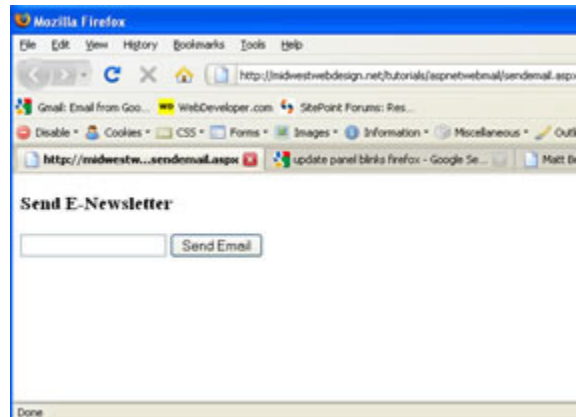 Mozilla Firefox
File Edit View History Bookmarks Tools Help
http://midwestwebdesign.net/tutorials/aspnetwebmail/sendemail.aspx
Gmail: Email from Goo... WebDeveloper.com SitePoint Forums: Res...
Disable Cookies CSS Forms Images Information Miscellaneous Outl
http://midwestw...sendemail.aspx update panel blinks firefox - Google Se... Matt Be
Send E-Newsletter
Send Email
Done